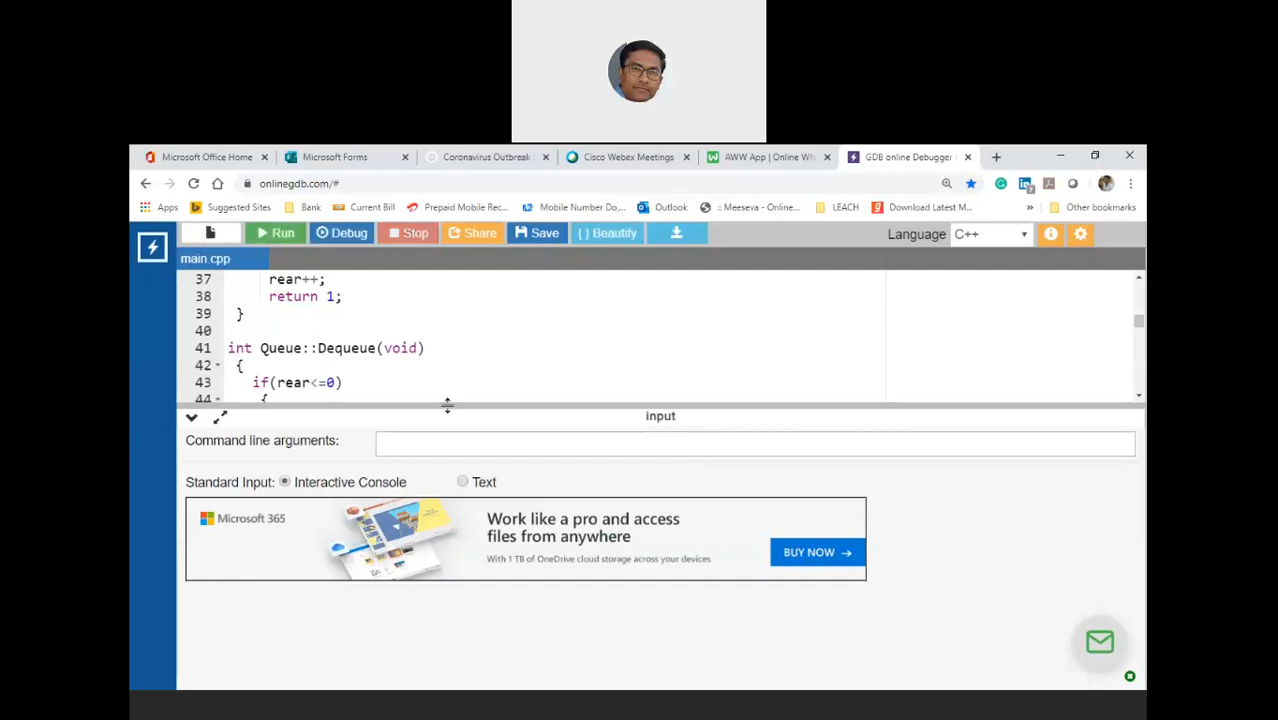 Microsoft Office Home
Microsoft Forms
Coronavirus Outbreak
Cisco Webex Meetings
AWW App | Online Wh
GDB online Debugger
onlinegdb.com/#
Apps
Suggested Sites
Bank
Current Bill
Prepaid Mobile Rec...
Mobile Number Do,...
Outlook
:: Meeseva - Online...
LEACH
Download Latest M...
»
Other bookmarks
Run
Debug
Stop
Share
Save
{ } Beautify
Language C++
main.cpp
37 rear++;
38 return 1;
39 }
40
41 int Queue::Dequeue(void)
42 {
43 if(rear<=0)
44 {
input
Command line arguments:
Standard Input: Interactive Console Text
Microsoft 365
Work like a pro and access
files from anywhere
With 1 TB of OneDrive cloud storage across your devices
BUY NOW →